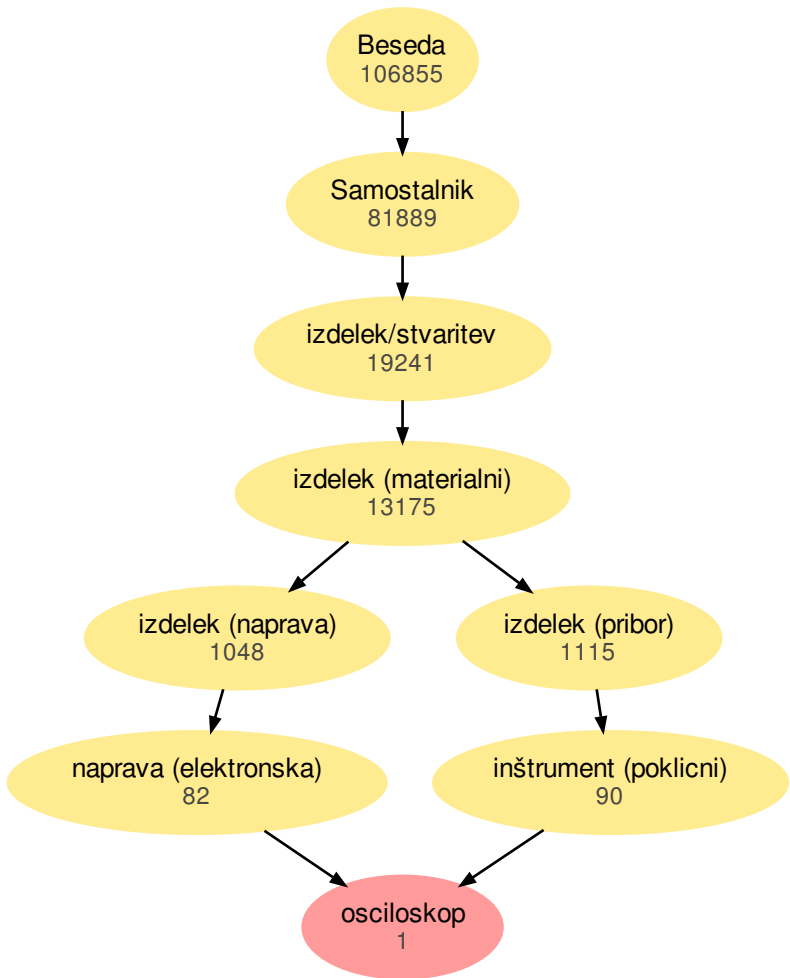 Beseda
106855
Samostalnik
81889
izdelek/stvaritev
19241
izdelek (materialni)
13175
izdelek (naprava)
1048
izdelek (pribor)
1115
naprava (elektronska)
82
inštrument (poklicni)
90
osciloskop
1